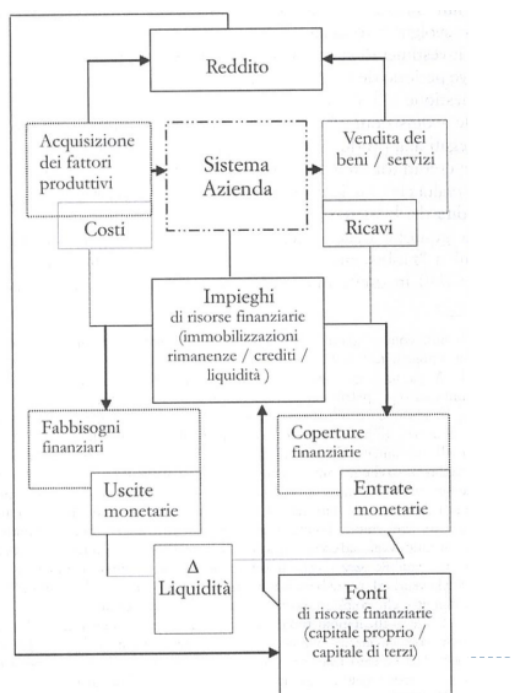 Reddito
Acquisizione
dei fattori
produttivi
Costi
Sistema
Azienda
Vendita dei
beni / servizi
Ricavi
Impieghi
di risorse finanziarie
(immobilizzazioni
rimanenze / crediti /
liquidità )
Fabbisogni
finanziari
Uscite
monetarie
Coperture
finanziarie
Entrate
monetarie
Δ
Liquidità
Fonti
di risorse finanziarie
(capitale proprio /
capitale di terzi)